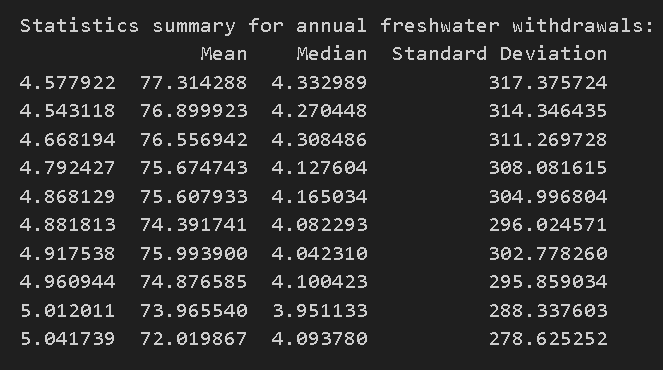 Statistics summary for annual freshwater withdrawals:
Mean Median Standard Deviation
4.577922 77.314288 4.332989 317.375724
4.543118 76.899923 4.270448 314.346435
4.668194 76.556942 4.308486 311.269728
4.792427 75.674743 4.127604 308.081615
4.868129 75.607933 4.165034 304.996804
4.881813 74.391741 4.082293 296.024571
4.917538 75.993900 4.042310 302.778260
4.960944 74.876585 4.100423 295.859034
5.012011 73.965540 3.951133 288.337603
5.041739 72.019867 4.093780 278.625252